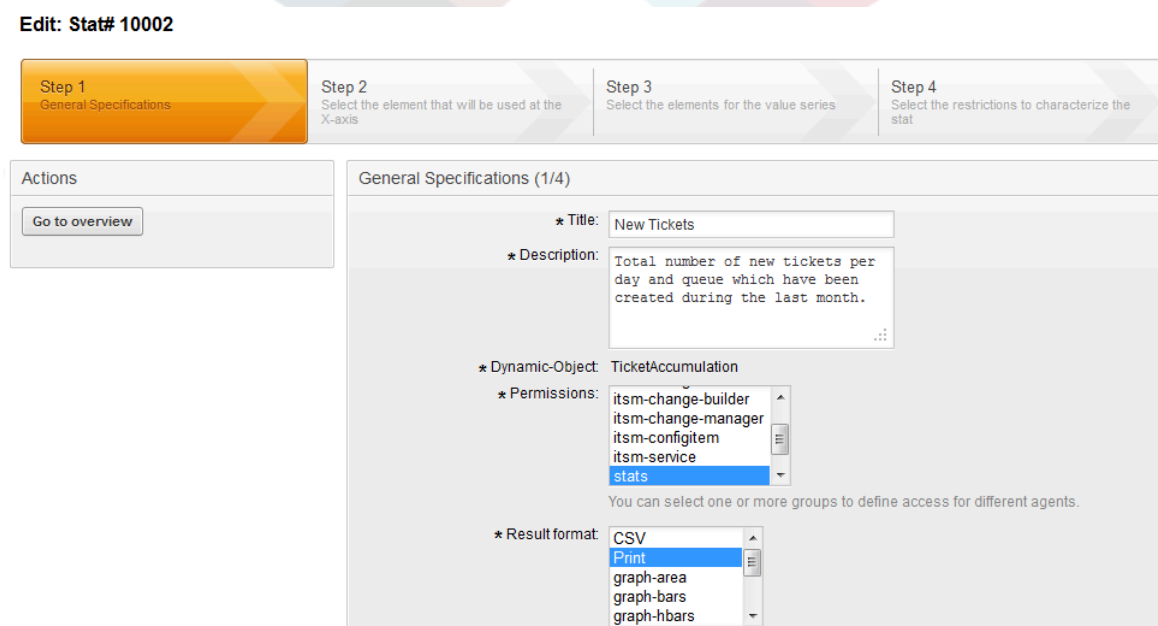 Edit: Stat# 10002
Step 1
General Specifications
Step 2
Select the element that will be used at the
X-axis
Step 3
Select the elements for the value series
Step 4
Select the restrictions to characterize the
stat
Actions
Go to overview
General Specifications (1/4)
★ Title: New Tickets
★ Description: Total number of new tickets per
day and queue which have been
created during the last month.
★ Dynamic-Object: TicketAccumulation
★ Permissions:
itsm-change-builder
itsm-change-manager
itsm-configitem
itsm-service
stats
You can select one or more groups to define access for different agents.
★ Result format:
CSV
Print
graph-area
graph-bars
graph-hbars